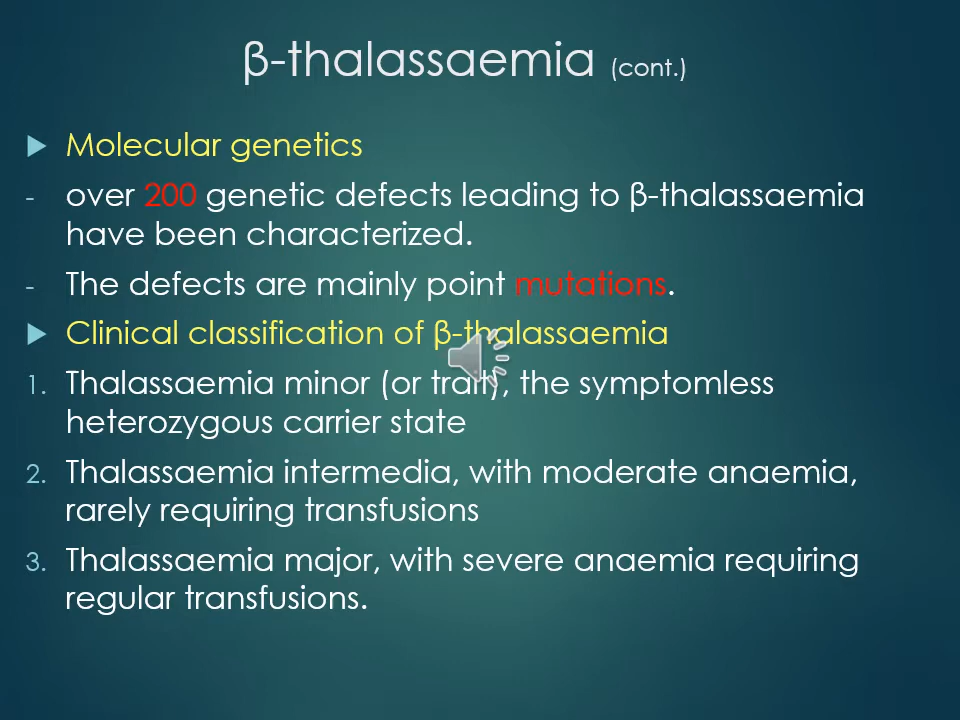 β-thalassaemia (cont.)
Molecular genetics
- over 200 genetic defects leading to β-thalassaemia
have been characterized.
- The defects are mainly point mutations.
Clinical classification of β-thalassaemia
1. Thalassaemia minor (or trait), the symptomless
heterozygous carrier state
2. Thalassaemia intermedia, with moderate anaemia,
rarely requiring transfusions
3. Thalassaemia major, with severe anaemia requiring
regular transfusions.